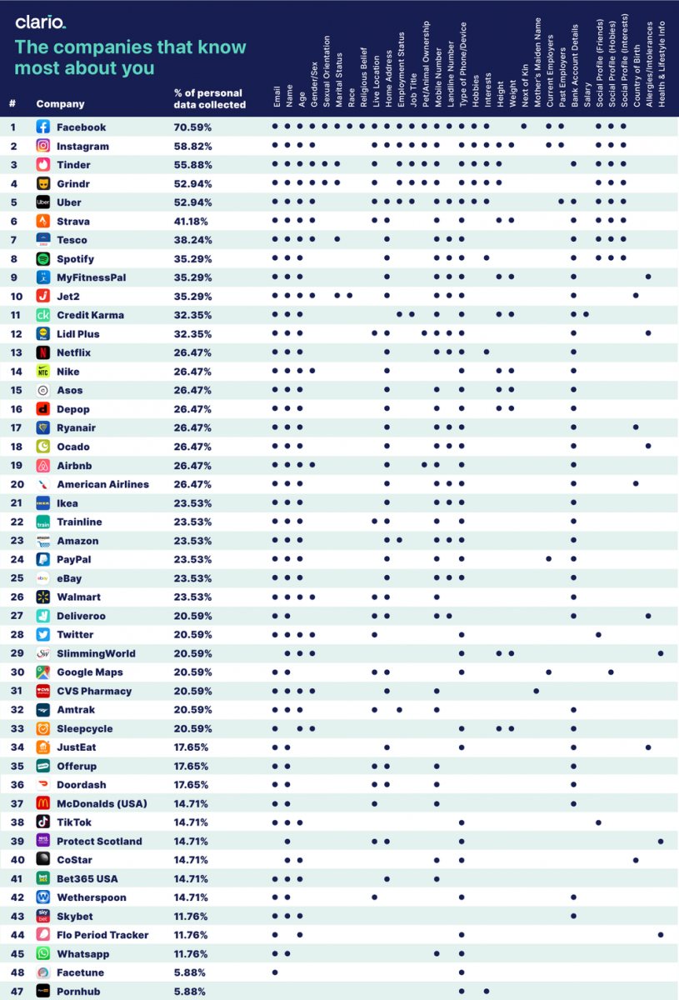 clario.
The companies that know
most about you
# Company % of personal
data collected
Email
Name
Age
Gender/Sex
Sexual Orientation
Marital Status
Race
Religious Belief
Live Location
Home Address
Employment Status
Job Title
Pet/Animal Ownership
Mobile Number
Landline Number
Type of Phone/Device
Hobbies
Interests
Height
Weight
Next of Kin
Mother's Maiden Name
Current Employers
Past Employers
Bank Account Details
Salary
Social Profile (Friends)
Social Profile (Hobies)
Social Profile (Interests)
Country of Birth
Allergies/Intolerances
Health & Lifestyle Info
1 Facebook 70.59%
2 Instagram 58.82%
3 Tinder 55.88%
4 Grindr 52.94%
5 Uber Uber 52.94%
6 Strava 41.18%
7 Tesco 38.24%
8 Spotify 35.29%
9 MyFitnessPal 35.29%
10 Jet2 35.29%
11 ck Credit Karma 32.35%
12 Lidl Plus 32.35%
13 N Netflix 26.47%
14 NTC Nike 26.47%
15 Asos 26.47%
16 d Depop 26.47%
17 Ryanair 26.47%
18 Ocado 26.47%
19 Airbnb 26.47%
20 American Airlines 26.47%
21 IKEA Ikea 23.53%
22 train Trainline 23.53%
23 amazon Amazon 23.53%
24 PayPal 23.53%
25 ebay eBay 23.53%
26 Walmart 23.53%
27 Deliveroo 20.59%
28 Twitter 20.59%
29 SW SlimmingWorld 20.59%
30 Google Maps 20.59%
31 CVS CVS Pharmacy 20.59%
32 Amtrak 20.59%
33 Sleepcycle 20.59%
34 JustEat 17.65%
35 Offerup 17.65%
36 Doordash 17.65%
37 McDonalds (USA) 14.71%
38 TikTok 14.71%
39 NHS Protect Scotland 14.71%
40 CoStar 14.71%
41 bet365 Bet365 USA 14.71%
42 W Wetherspoon 14.71%
43 sky bet Skybet 11.76%
44 Flo Period Tracker 11.76%
45 Whatsapp 11.76%
48 Facetune 5.88%
47 Pornhub 5.88%